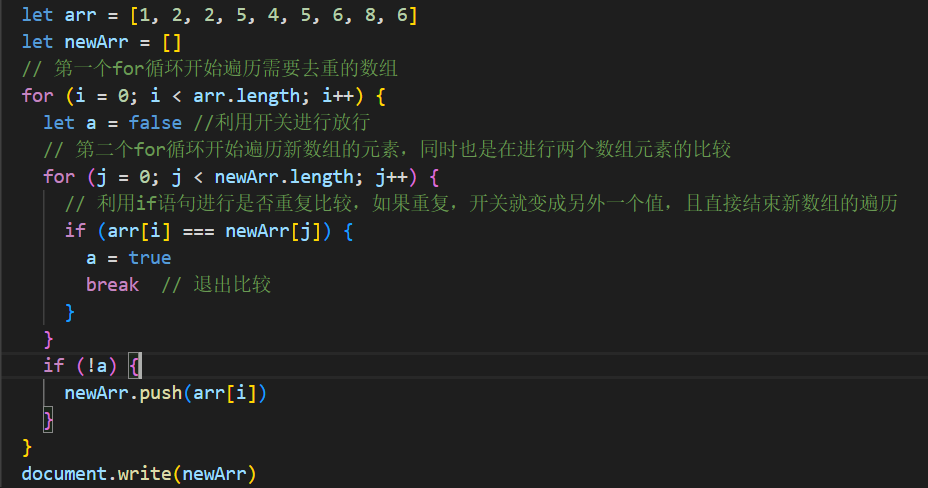 let arr = [1, 2, 2, 5, 4, 5, 6, 8, 6]
let newArr = []
// 第一个for循环开始遍历需要去重的数组
for (i = 0; i < arr.length; i++) {
  let a = false //利用开关进行放行
  // 第二个for循环开始遍历新数组的元素，同时也是在进行两个数组元素的比较
  for (j = 0; j < newArr.length; j++) {
    // 利用if语句进行是否重复比较，如果重复，开关就变成另外一个值，且直接结束新数组的遍历
    if (arr[i] === newArr[j]) {
      a = true
      break  // 退出比较
    }
  }
  if (!a) {
    newArr.push(arr[i])
  }
}
document.write(newArr)